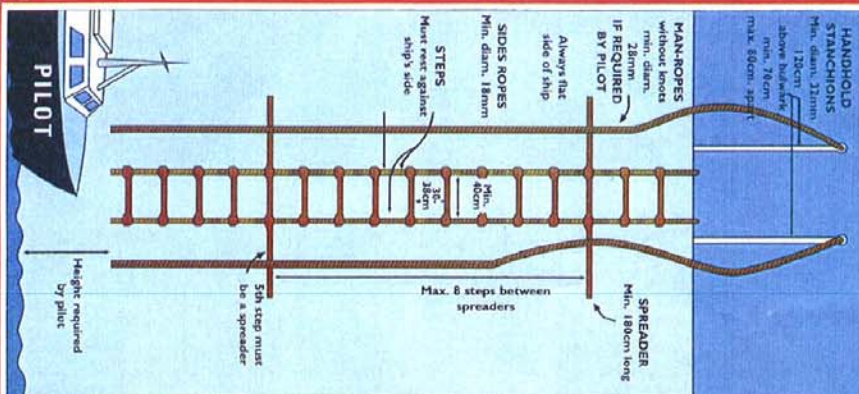 HANDHOLD
STANCHIONS
Min. diam. 32mm
120cm
above bulwark
min. 70cm
max. 80cm. apart
MAN-ROPES
without knots
min. diam.
28mm
IF REQUIRED
BY PILOT
Always flat
side of ship
SIDES ROPES
Min. diam. 18mm
STEPS
Must rest against
ship's side
Min.
40cm
30-
38cm
PILOT
SPREADER
Min. 180cm long
Max. 8 steps between
spreaders
5th step must
be a spreader
Height required
by pilot